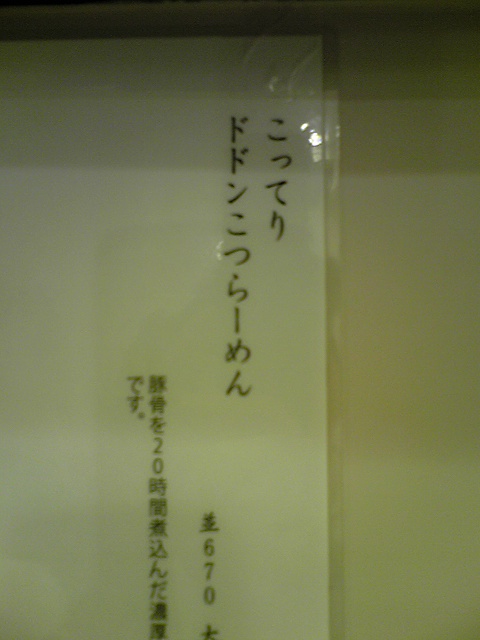 こってり
ドドンこつらーめん
並670 大
豚骨を20時間煮込んだ濃厚
です。